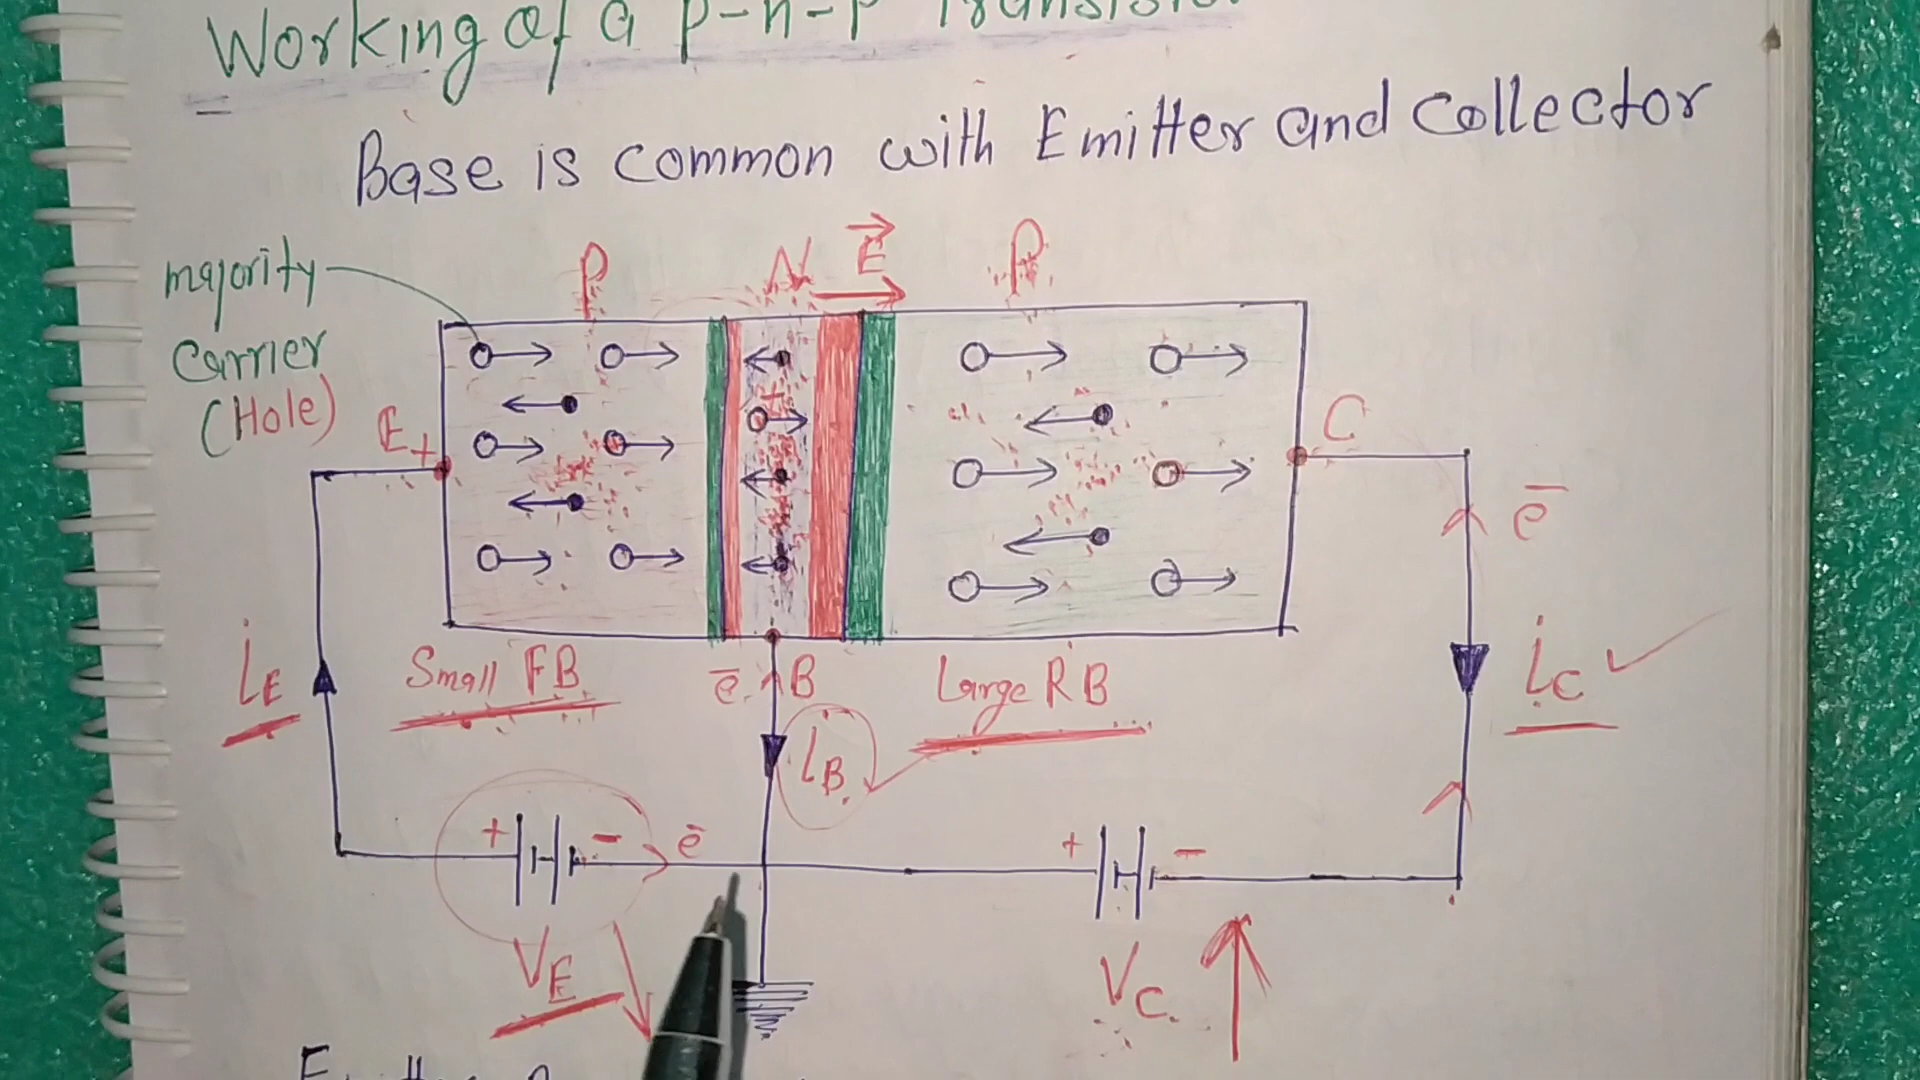 Working of a p-n-p Transistor
Base is common with Emitter and Collector
majority
Carrier
(Hole)
P
N
E
P
E+
C
e̅
iE
Small FB
e̅
B
Large RB
iC
iB
+ -
e̅
+ -
VE
VC